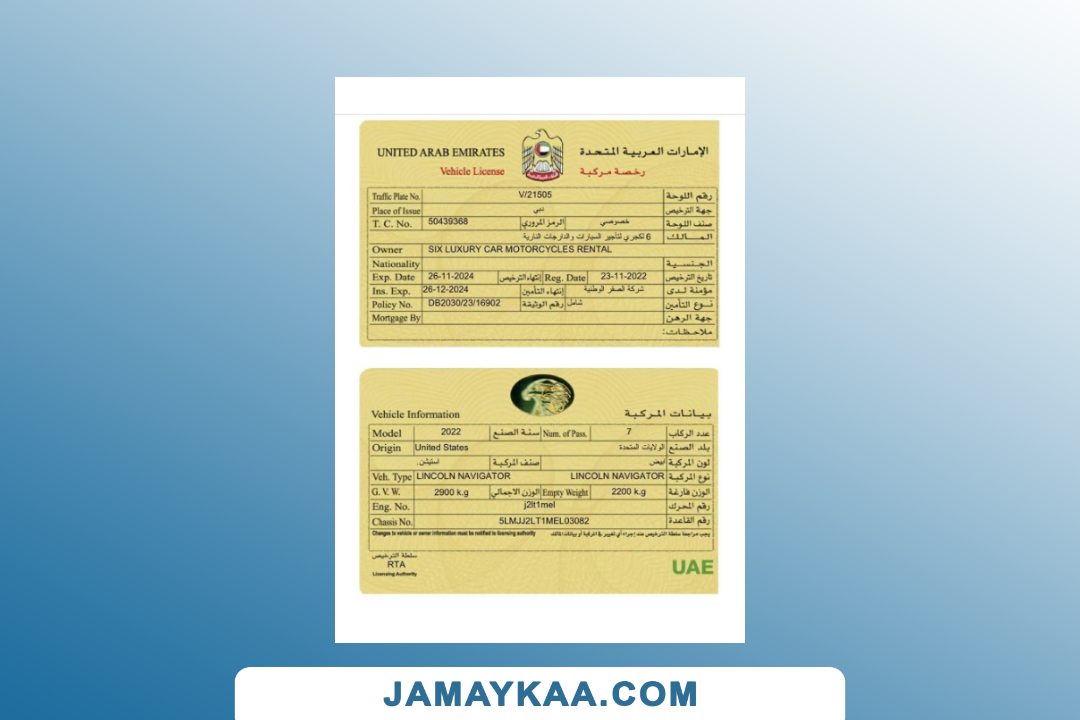 UNITED ARAB EMIRATES الإمارات العربية المتحدة
Vehicle License رخصة مركبة
Traffic Plate No. V/21505 رقم اللوحة
Place of Issue دبي جهة الترخيص
T. C. No. 50439368 الرمز المروري خصوصي صنف اللوحة
6 لكجري لتأجير السيارات والدارجات النارية المـــالــك
Owner SIX LUXURY CAR MOTORCYCLES RENTAL
Nationality الجـنـســيـة
Exp. Date 26-11-2024 إنتهاء الترخيص Reg. Date 23-11-2022 تاريخ الترخيص
Ins. Exp. 26-12-2024 إنتهاء التأمين شركة الصقر الوطنية مؤمنة لـدى
Policy No. DB2030/23/16902 رقم الوثيقة شامل نــوع التأمين
Mortgage By جهة الرهن
ملاحظات:
Vehicle Information بيانات المركبة
Model 2022 سنة الصنع Num. of Pass. 7 عدد الركاب
Origin United States الولايات المتحدة بلد الصنع
استيشن. صنف المركبة ابيض لون المركبة
Veh. Type LINCOLN NAVIGATOR LINCOLN NAVIGATOR نوع المركبة
G. V. W. 2900 k.g الوزن الاجمالي Empty Weight 2200 k.g الوزن فارغة
Eng. No. j2lt1mel رقم المحرك
Chassis No. 5LMJJ2LT1MEL03082 رقم القاعدة
Changes to vehicle or owner information must be notified to licensing authority يجب مراجعة سلطة الترخيص عند إجراء أي تغيير في المركبة أو بيانات المالك
سلطة الترخيص
RTA
Licensing Authority
UAE
JAMAYKAA.COM